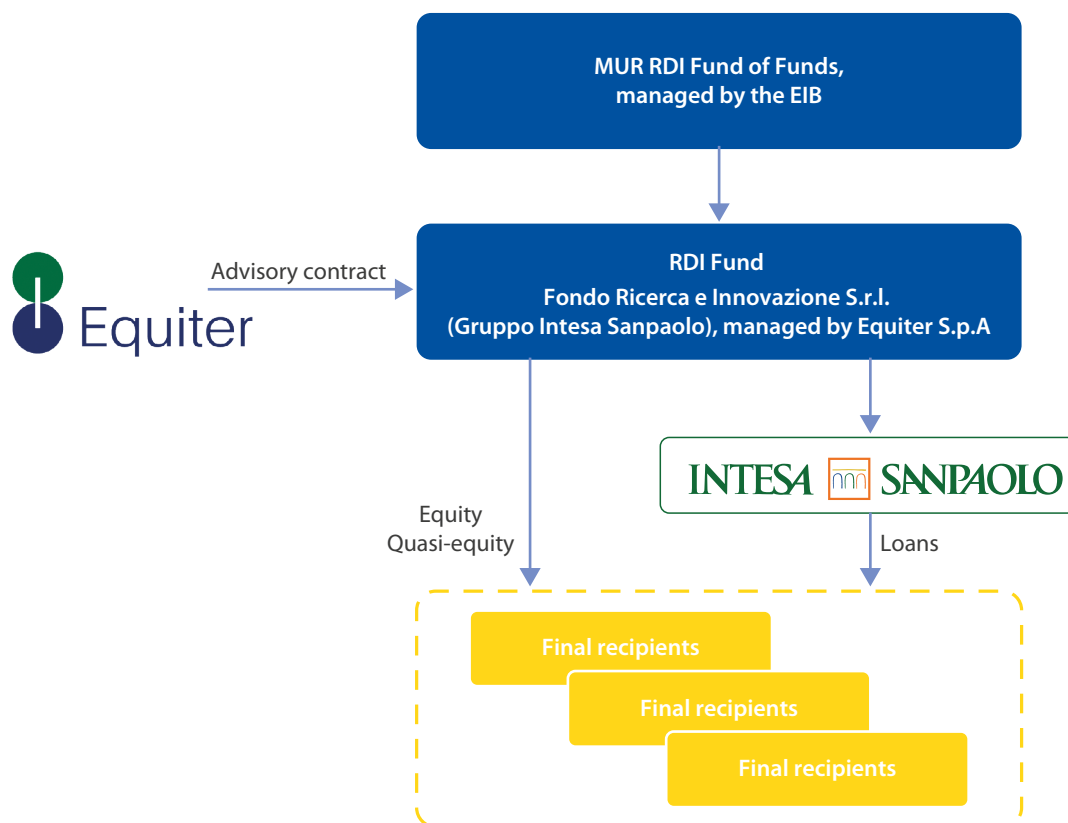 MUR RDI Fund of Funds,
managed by the EIB
Equiter
Advisory contract
RDI Fund
Fondo Ricerca e Innovazione S.r.l.
(Gruppo Intesa Sanpaolo), managed by Equiter S.p.A
INTESA SANPAOLO
Equity
Quasi-equity
Loans
Final recipients
Final recipients
Final recipients